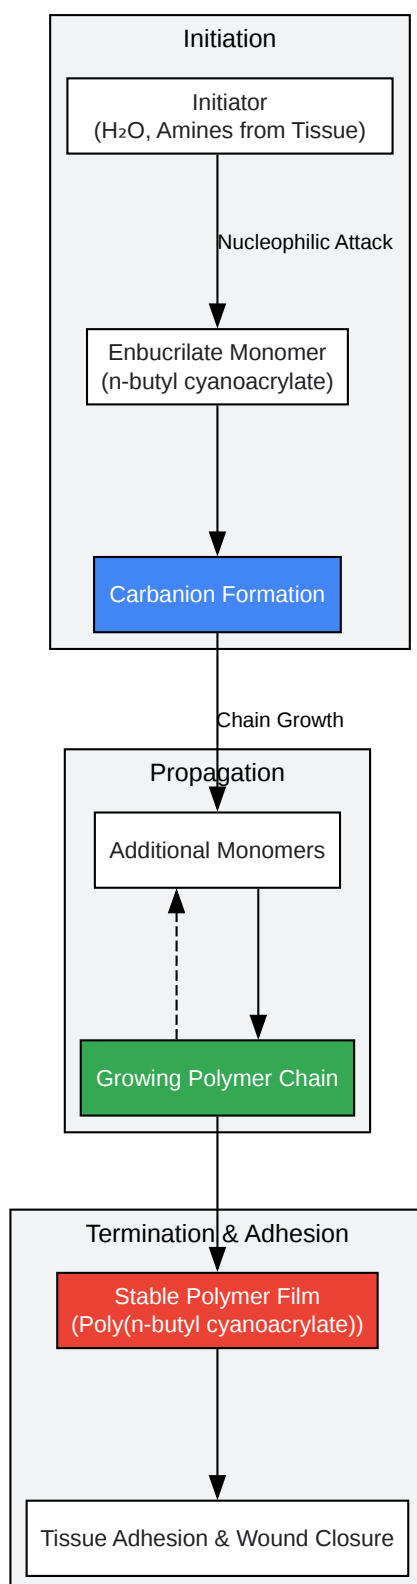 Initiation
Initiator
(H₂O, Amines from Tissue)
Nucleophilic Attack
Enbucrilate Monomer
(n-butyl cyanoacrylate)
Carbanion Formation
Chain Growth
Propagation
Additional Monomers
Growing Polymer Chain
Termination & Adhesion
Stable Polymer Film
(Poly(n-butyl cyanoacrylate))
Tissue Adhesion & Wound Closure